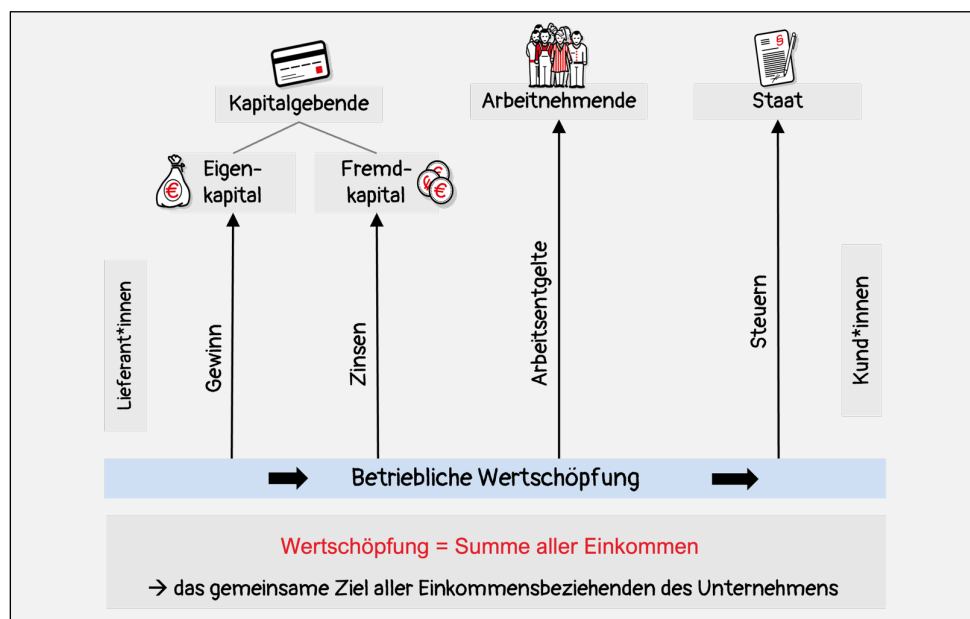 Kapitalgebende
Arbeitnehmende
Staat
§
Eigen-
kapital
€
Fremd-
kapital
€
€
Lieferant*innen
Gewinn
Zinsen
Arbeitsentgelte
Steuern
Kund*innen
Betriebliche Wertschöpfung
Wertschöpfung = Summe aller Einkommen
→ das gemeinsame Ziel aller Einkommensbeziehenden des Unternehmens